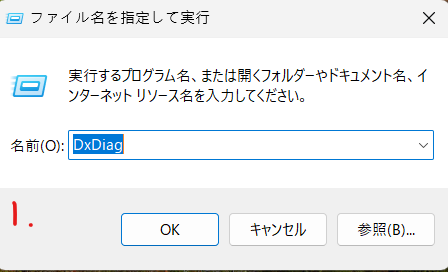 ファイル名を指定して実行
実行するプログラム名、または開くフォルダーやドキュメント名、イ
ンターネット リソース名を入力してください。
名前(O): DxDiag
1.
OK キャンセル 参照(B)...